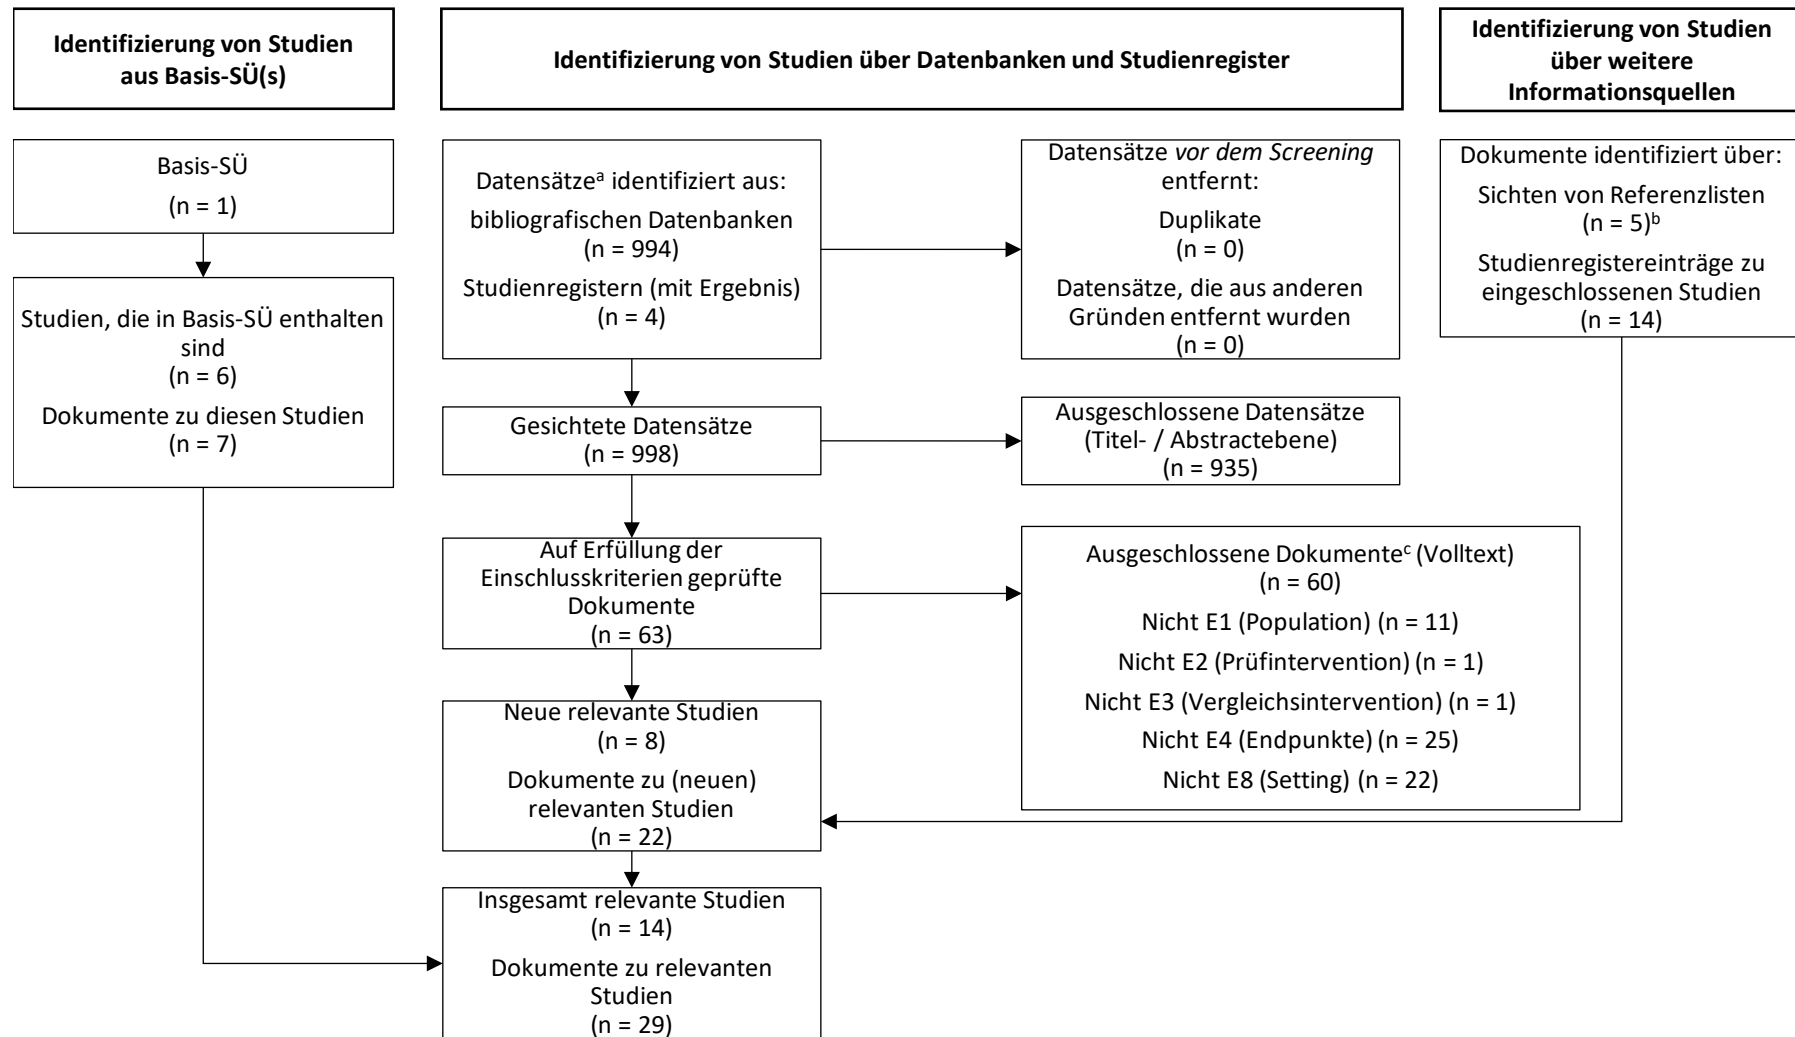 Identifizierung von Studien
aus Basis-SÜ(s)
Identifizierung von Studien über Datenbanken und Studienregister
Identifizierung von Studien
über weitere
Informationsquellen
Basis-SÜ
(n = 1)
Studien, die in Basis-SÜ enthalten
sind
(n = 6)
Dokumente zu diesen Studien
(n = 7)
Datensätzeᵃ identifiziert aus:
bibliografischen Datenbanken
(n = 994)
Studienregistern (mit Ergebnis)
(n = 4)
Datensätze vor dem Screening
entfernt:
Duplikate
(n = 0)
Datensätze, die aus anderen
Gründen entfernt wurden
(n = 0)
Dokumente identifiziert über:
Sichten von Referenzlisten
(n = 5)ᵇ
Studienregistereinträge zu
eingeschlossenen Studien
(n = 14)
Gesichtete Datensätze
(n = 998)
Ausgeschlossene Datensätze
(Titel- / Abstractebene)
(n = 935)
Auf Erfüllung der
Einschlusskriterien geprüfte
Dokumente
(n = 63)
Ausgeschlossene Dokumenteᶜ (Volltext)
(n = 60)
Nicht E1 (Population) (n = 11)
Nicht E2 (Prüfintervention) (n = 1)
Nicht E3 (Vergleichsintervention) (n = 1)
Nicht E4 (Endpunkte) (n = 25)
Nicht E8 (Setting) (n = 22)
Neue relevante Studien
(n = 8)
Dokumente zu (neuen)
relevanten Studien
(n = 22)
Insgesamt relevante Studien
(n = 14)
Dokumente zu relevanten
Studien
(n = 29)